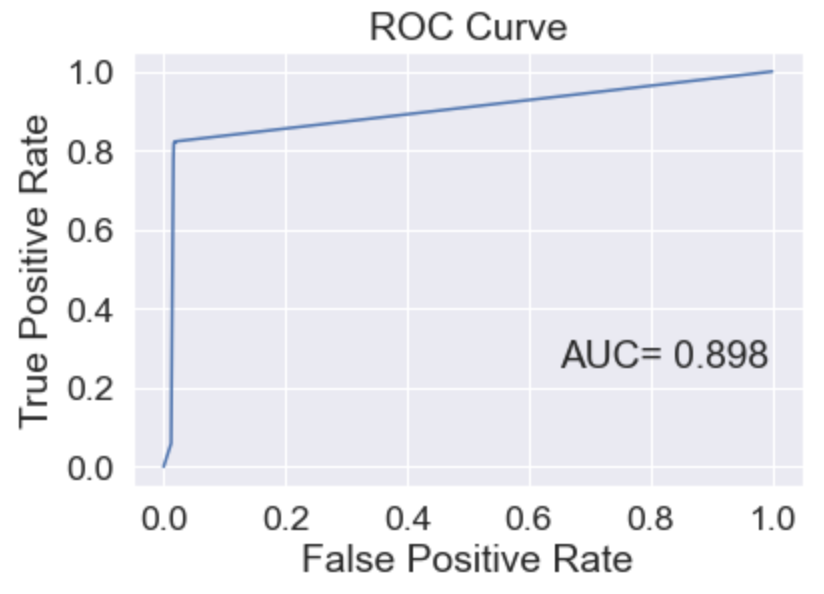 ROC Curve
1.0
0.8
0.6
0.4
0.2
0.0
True Positive Rate
AUC= 0.898
0.0 0.2 0.4 0.6 0.8 1.0
False Positive Rate